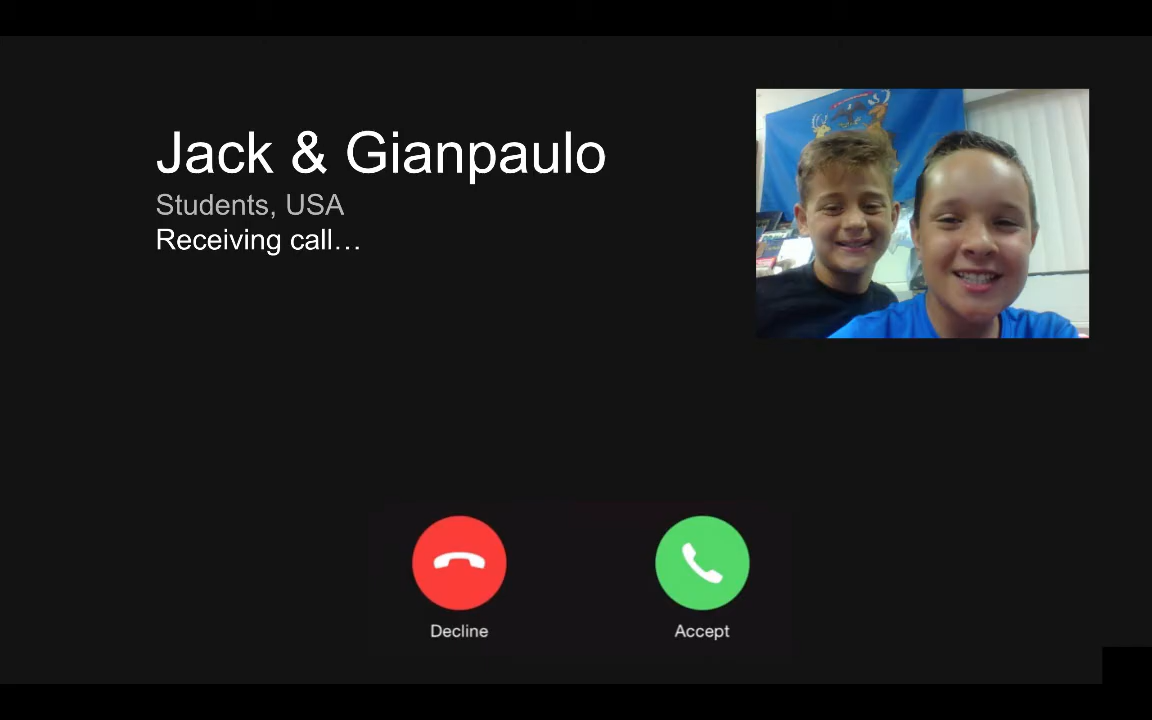 Jack & Gianpaulo
Students, USA
Receiving call…
Decline
Accept